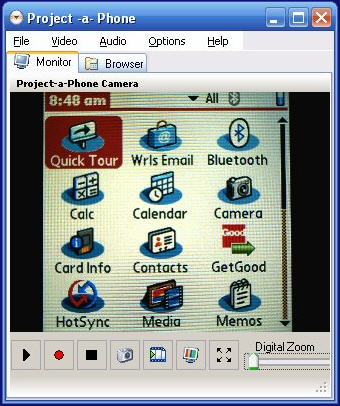 Project -a- Phone
File Video Audio Options Help
Monitor Browser
Project-a-Phone Camera
8:48 am All
Quick Tour Wrls Email Bluetooth
Calc Calendar Camera
Good
Card Info Contacts GetGood
HotSync Media Memos
Digital Zoom